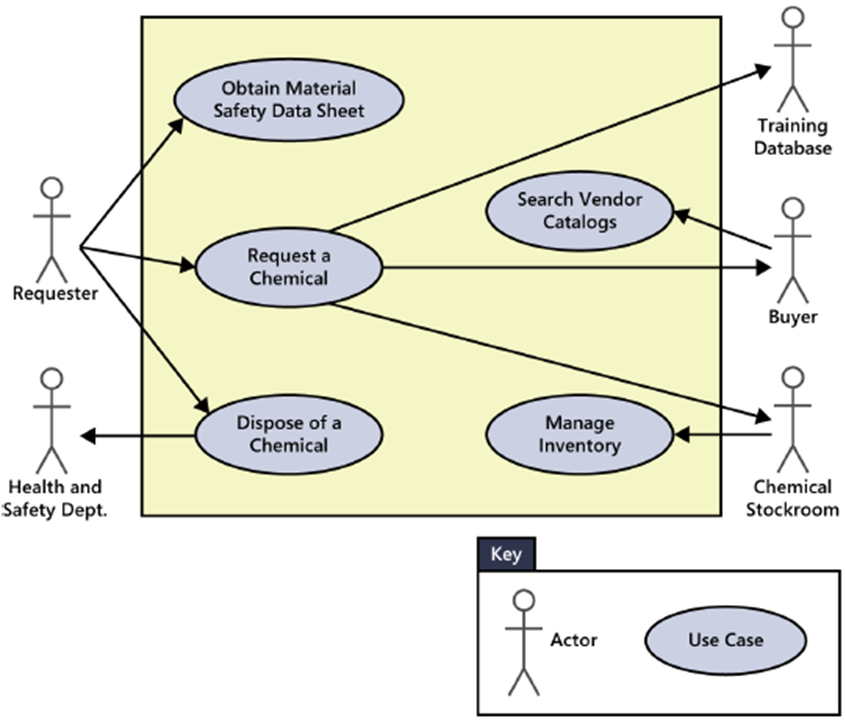 Obtain Material
Safety Data Sheet
Training
Database
Search Vendor
Catalogs
Requester
Request a
Chemical
Buyer
Health and
Safety Dept.
Dispose of a
Chemical
Manage
Inventory
Chemical
Stockroom
Key
Actor
Use Case